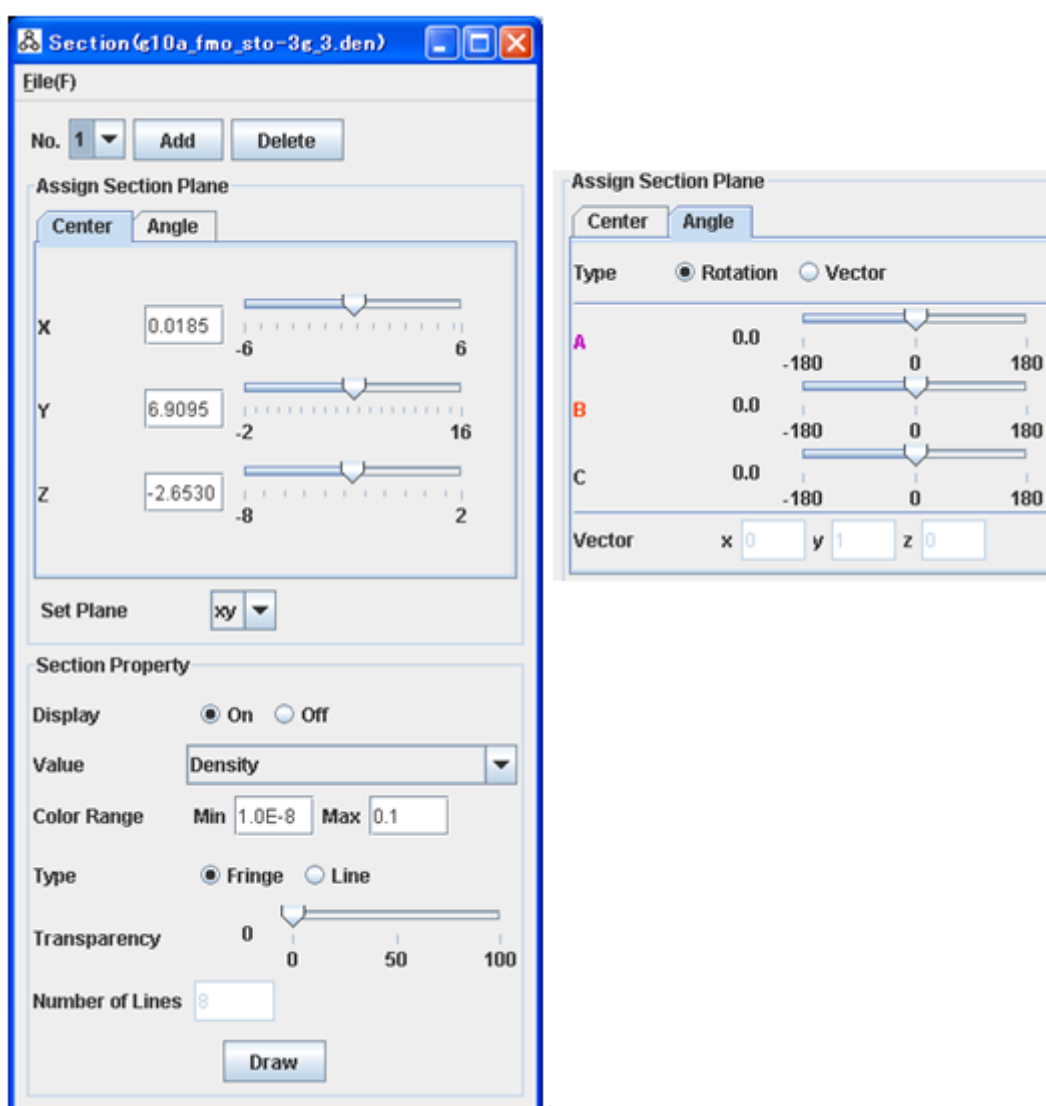 Section(g10a_fmo_sto-3g_3.den)
File(F)
No. 1 Add Delete
Assign Section Plane
Center Angle
X 0.0185
-6 6
Y 6.9095
-2 16
Z -2.6530
-8 2
Set Plane xy
Section Property
Display On Off
Value Density
Color Range Min 1.0E-8 Max 0.1
Type Fringe Line
Transparency 0
0 50 100
Number of Lines 8
Draw
Assign Section Plane
Center Angle
Type Rotation Vector
A 0.0
-180 0 180
B 0.0
-180 0 180
C 0.0
-180 0 180
Vector x 0 y 1 z 0